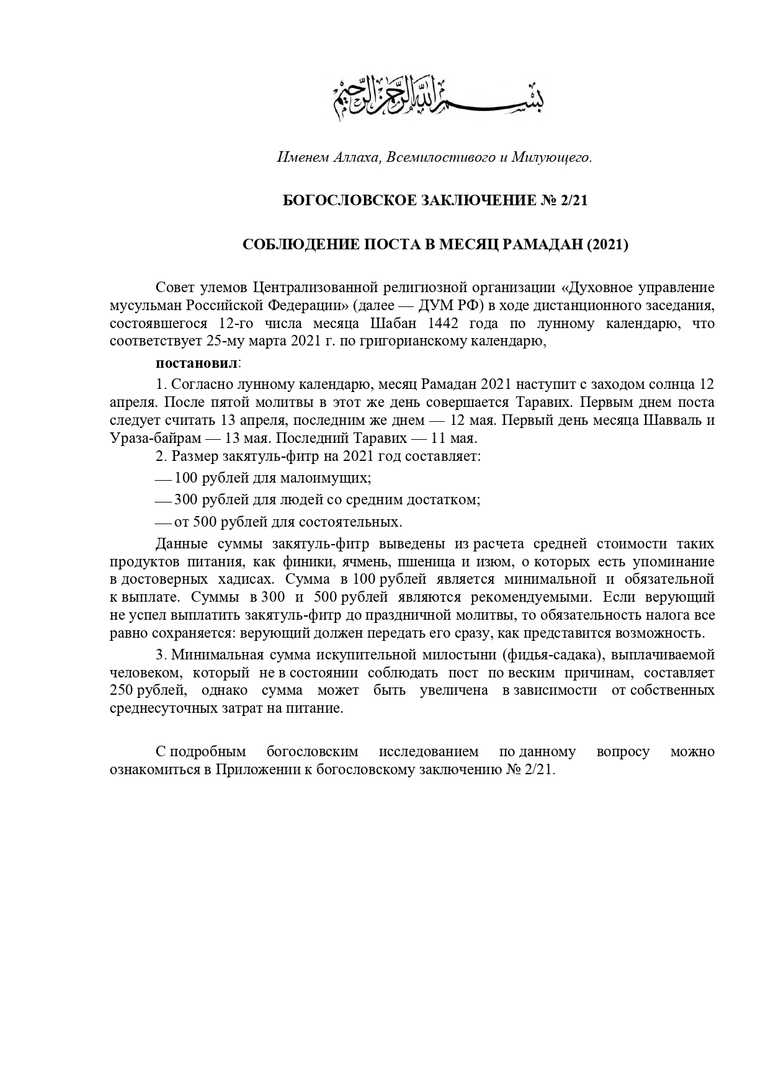 بسم الله الرحمن الرحيم
Именем Аллаха, Всемилостивого и Милующего.
БОГОСЛОВСКОЕ ЗАКЛЮЧЕНИЕ № 2/21
СОБЛЮДЕНИЕ ПОСТА В МЕСЯЦ РАМАДАН (2021)
Совет улемов Централизованной религиозной организации «Духовное управление
мусульман Российской Федерации» (далее — ДУМ РФ) в ходе дистанционного заседания,
состоявшегося 12-го числа месяца Шабан 1442 года по лунному календарю, что
соответствует 25-му марта 2021 г. по григорианскому календарю,
постановил:
1. Согласно лунному календарю, месяц Рамадан 2021 наступит с заходом солнца 12
апреля. После пятой молитвы в этот же день совершается Таравих. Первым днем поста
следует считать 13 апреля, последним же днем — 12 мая. Первый день месяца Шавваль и
Ураза-байрам — 13 мая. Последний Таравих — 11 мая.
2. Размер закятуль-фитр на 2021 год составляет:
— 100 рублей для малоимущих;
— 300 рублей для людей со средним достатком;
— от 500 рублей для состоятельных.
Данные суммы закятуль-фитр выведены из расчета средней стоимости таких
продуктов питания, как финики, ячмень, пшеница и изюм, о которых есть упоминание
в достоверных хадисах. Сумма в 100 рублей является минимальной и обязательной
к выплате. Суммы в 300 и 500 рублей являются рекомендуемыми. Если верующий
не успел выплатить закятуль-фитр до праздничной молитвы, то обязательность налога все
равно сохраняется: верующий должен передать его сразу, как представится возможность.
3. Минимальная сумма искупительной милостыни (фидья-садака), выплачиваемой
человеком, который не в состоянии соблюдать пост по веским причинам, составляет
250 рублей, однако сумма может быть увеличена в зависимости от собственных
среднесуточных затрат на питание.
С подробным богословским исследованием по данному вопросу можно
ознакомиться в Приложении к богословскому заключению № 2/21.